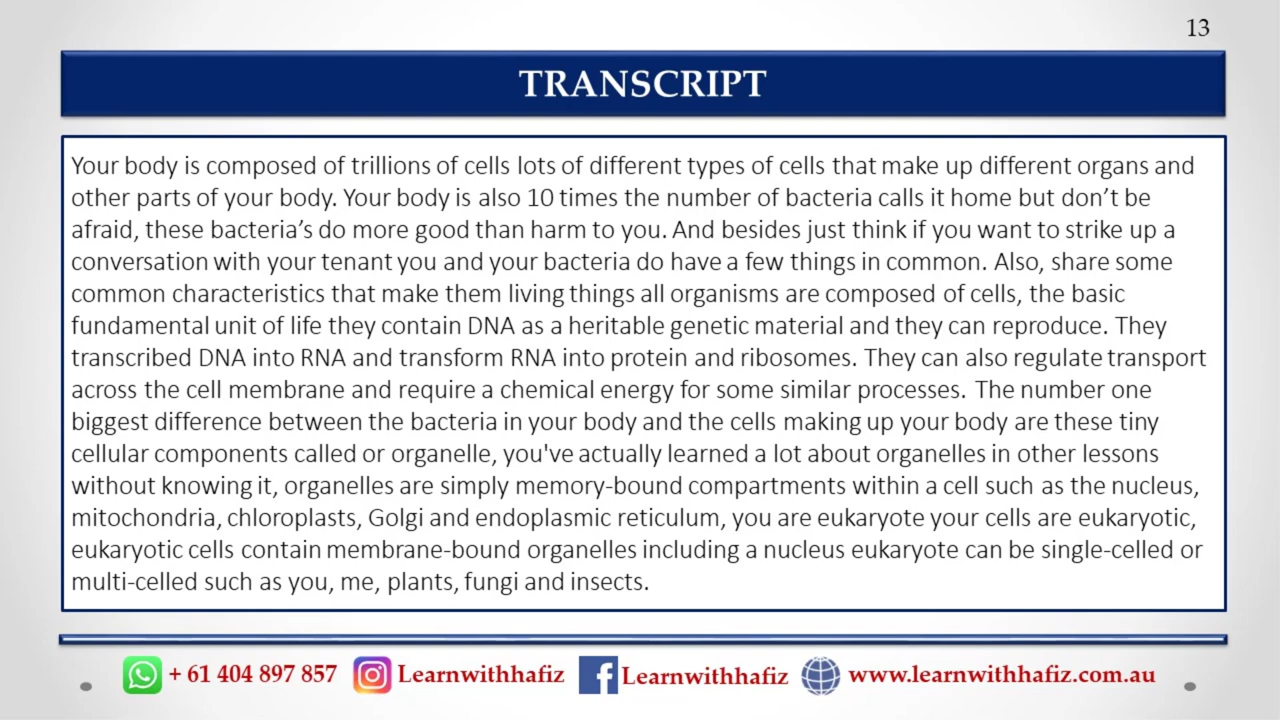 13
TRANSCRIPT
Your body is composed of trillions of cells lots of different types of cells that make up different organs and
other parts of your body. Your body is also 10 times the number of bacteria calls it home but don’t be
afraid, these bacteria’s do more good than harm to you. And besides just think if you want to strike up a
conversation with your tenant you and your bacteria do have a few things in common. Also, share some
common characteristics that make them living things all organisms are composed of cells, the basic
fundamental unit of life they contain DNA as a heritable genetic material and they can reproduce. They
transcribed DNA into RNA and transform RNA into protein and ribosomes. They can also regulate transport
across the cell membrane and require a chemical energy for some similar processes. The number one
biggest difference between the bacteria in your body and the cells making up your body are these tiny
cellular components called or organelle, you've actually learned a lot about organelles in other lessons
without knowing it, organelles are simply memory-bound compartments within a cell such as the nucleus,
mitochondria, chloroplasts, Golgi and endoplasmic reticulum, you are eukaryote your cells are eukaryotic,
eukaryotic cells contain membrane-bound organelles including a nucleus eukaryote can be single-celled or
multi-celled such as you, me, plants, fungi and insects.
+ 61 404 897 857 Learnwithhafiz Learnwithhafiz www.learnwithhafiz.com.au